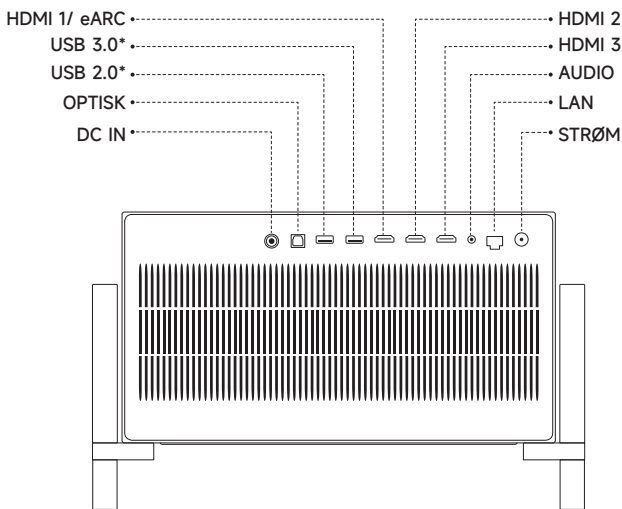 HDMI 1/ eARC
USB 3.0*
USB 2.0*
OPTISK
DC IN
HDMI 2
HDMI 3
AUDIO
LAN
STRØM